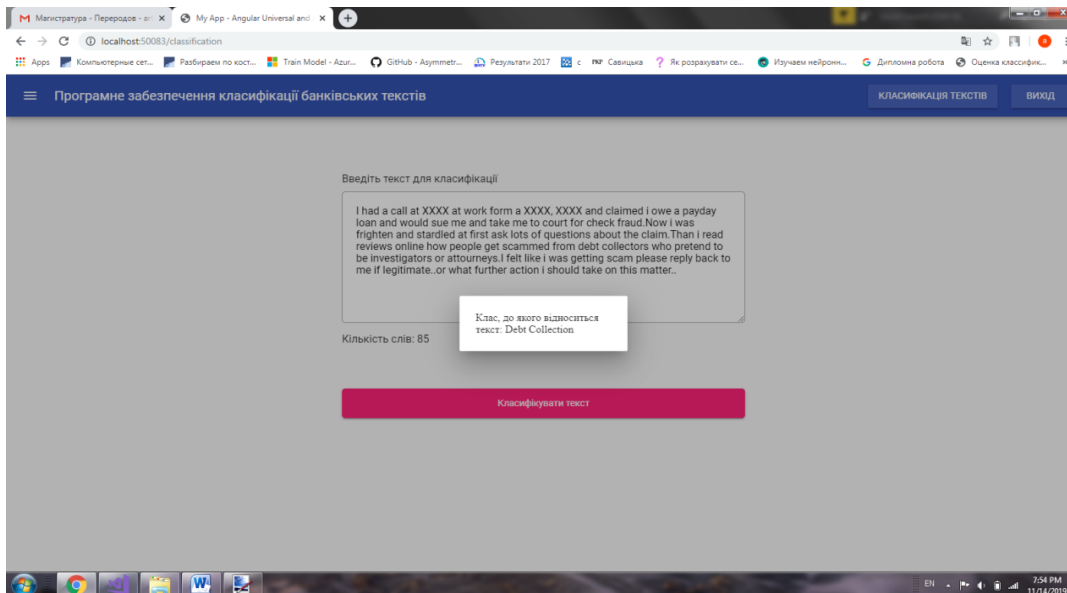 Магистратура - Переродов - ап
My App - Angular Universal and
localhost:50083/classification
Apps
Компьютерные сет...
Разбираем по кост...
Train Model - Azur...
GitHub - Asymmetr...
Результати 2017
с
ПКР Савицька
Як розрахувати се...
Изучаем нейронн...
Дипломна робота
Оценка классифик...
Програмне забезпечення класифікації банківських текстів
КЛАСИФІКАЦІЯ ТЕКСТІВ
ВИХІД
Введіть текст для класифікації
I had a call at XXXX at work form a XXXX, XXXX and claimed i owe a payday
loan and would sue me and take me to court for check fraud.Now i was
frighten and stardled at first ask lots of questions about the claim.Than i read
reviews online how people get scammed from debt collectors who pretend to
be investigators or attourneys.I felt like i was getting scam please reply back to
me if legitimate..or what further action i should take on this matter..
Клас, до якого відноситься
текст: Debt Collection
Кількість слів: 85
Класифікувати текст
EN
7:54 PM
11/14/2019